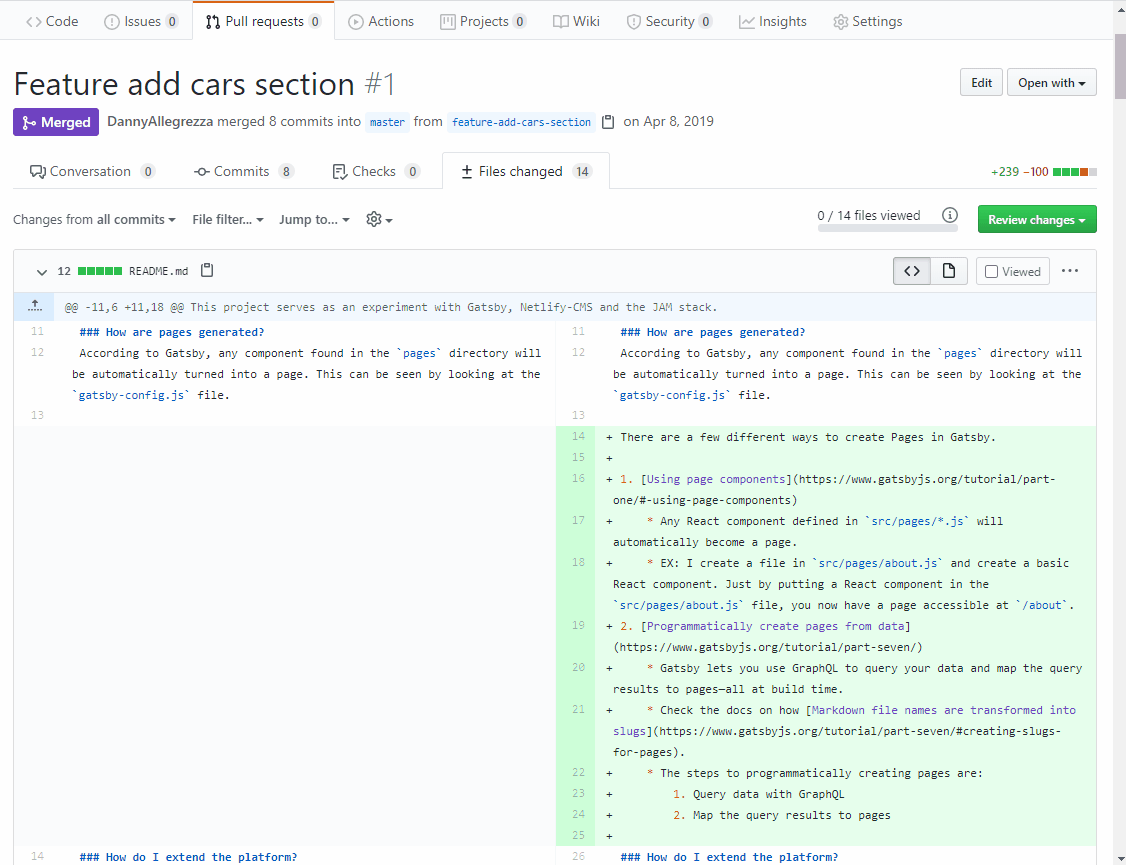 Code Issues 0 Pull requests 0 Actions Projects 0 Wiki Security 0 Insights Settings
Feature add cars section #1
Edit Open with
Merged DannyAllegrezza merged 8 commits into master from feature-add-cars-section on Apr 8, 2019
Conversation 0 Commits 8 Checks 0 Files changed 14 +239 −100
Changes from all commits File filter... Jump to... 0 / 14 files viewed Review changes
12 README.md Viewed
@@ -11,6 +11,18 @@ This project serves as an experiment with Gatsby, Netlify-CMS and the JAM stack.
11 ### How are pages generated? 11 ### How are pages generated?
12 According to Gatsby, any component found in the `pages` directory will 12 According to Gatsby, any component found in the `pages` directory will
be automatically turned into a page. This can be seen by looking at the be automatically turned into a page. This can be seen by looking at the
`gatsby-config.js` file. `gatsby-config.js` file.
13 13
14 + There are a few different ways to create Pages in Gatsby.
15 +
16 + 1. [Using page components](https://www.gatsbyjs.org/tutorial/part-
one/#-using-page-components)
17 + * Any React component defined in `src/pages/*.js` will
automatically become a page.
18 + * EX: I create a file in `src/pages/about.js` and create a basic
React component. Just by putting a React component in the
`src/pages/about.js` file, you now have a page accessible at `/about`.
19 + 2. [Programmatically create pages from data]
(https://www.gatsbyjs.org/tutorial/part-seven/)
20 + * Gatsby lets you use GraphQL to query your data and map the query
results to pages—all at build time.
21 + * Check the docs on how [Markdown file names are transformed into
slugs](https://www.gatsbyjs.org/tutorial/part-seven/#creating-slugs-
for-pages).
22 + * The steps to programmatically creating pages are:
23 + 1. Query data with GraphQL
24 + 2. Map the query results to pages
25 +
14 ### How do I extend the platform? 26 ### How do I extend the platform?